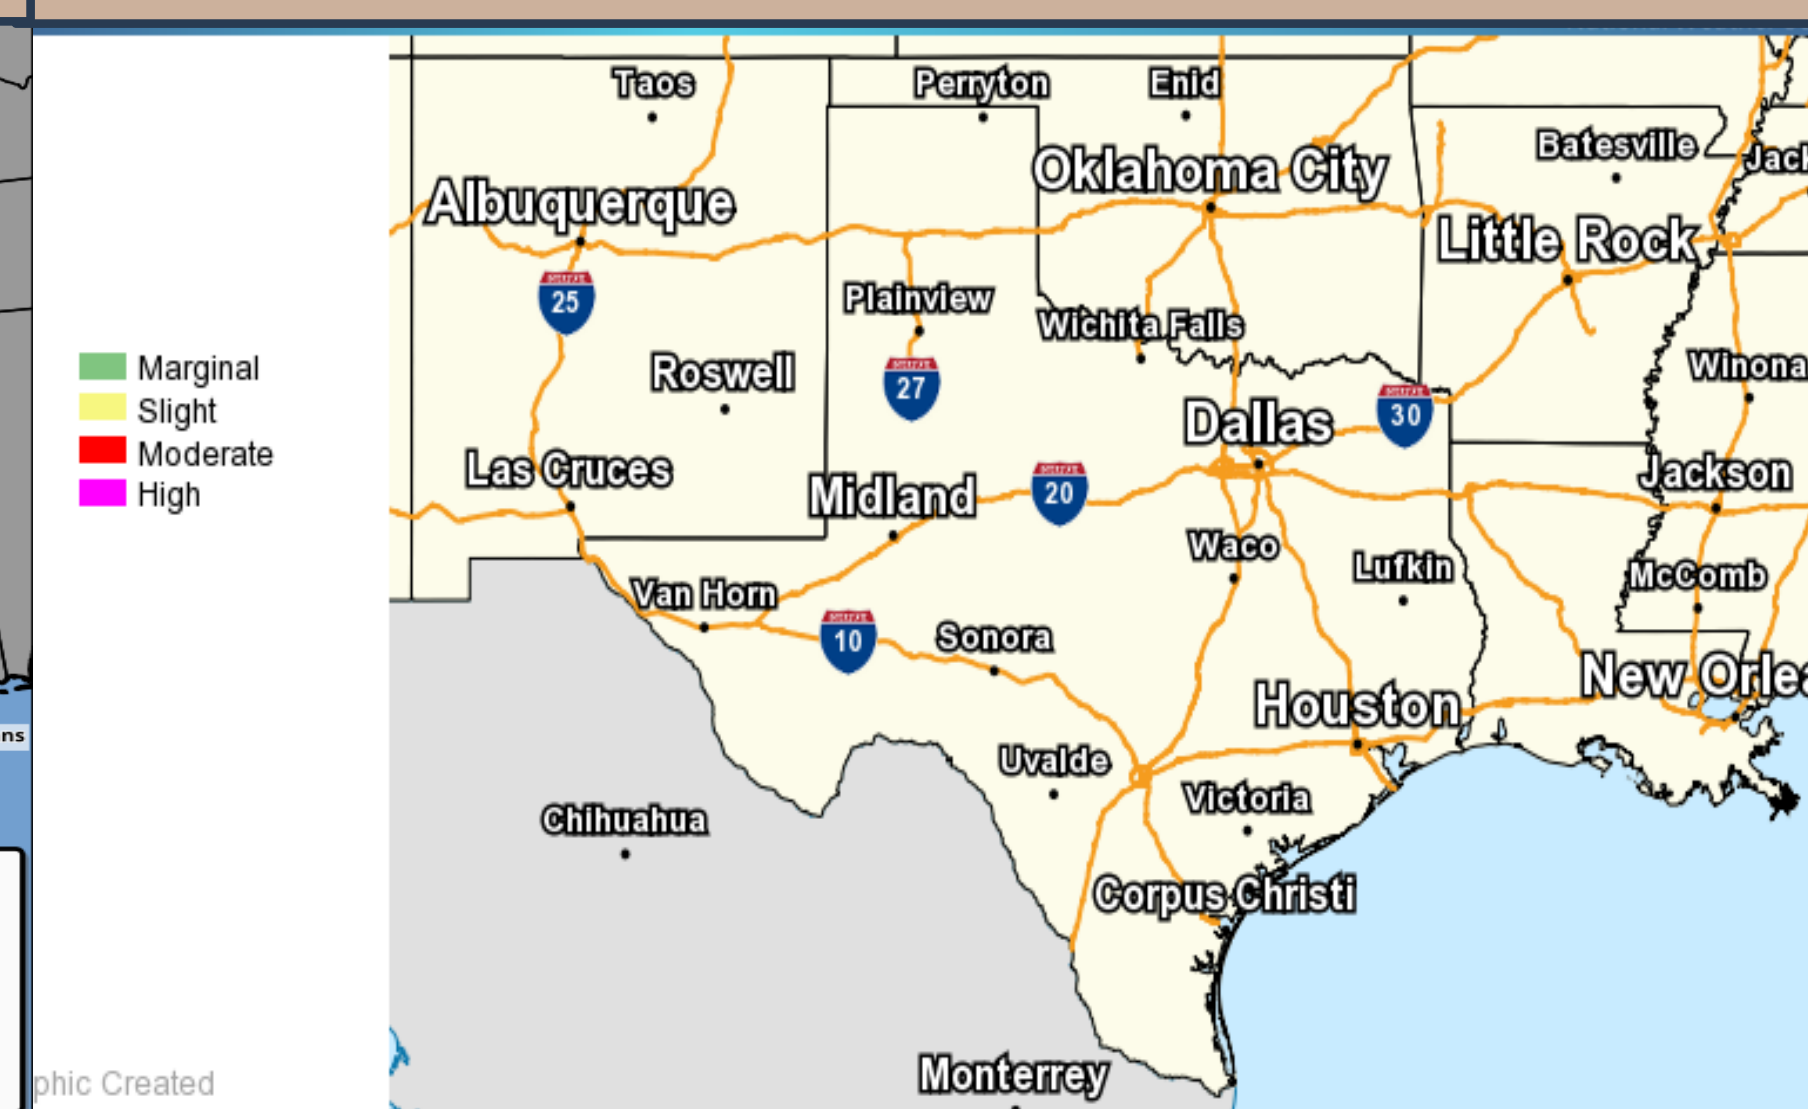 Taos
Perryton
Enid
Batesville
Oklahoma City
Albuquerque
Little Rock
25
Plainview
Wichita Falls
Marginal
Slight
Moderate
High
Roswell
27
Winona
30
Dallas
Las Cruces
Midland
20
Jackson
Waco
Lufkin
McComb
Van Horn
10
Sonora
New
Houston
ns
Uvalde
Victoria
Chihuahua
Corpus Christi
Monterrey
phic Created